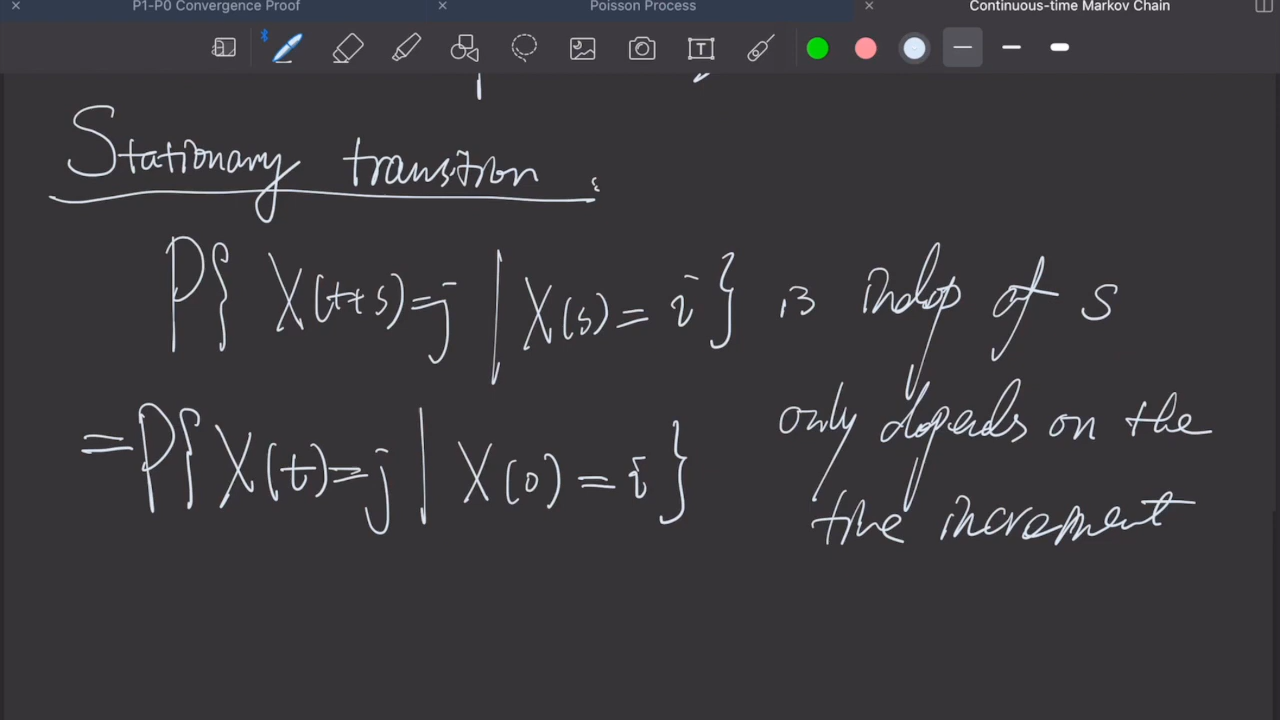 P1-P0 Convergence Proof
Poisson Process
Continuous-time Markov Chain
Stationary transition :
P{ X(t+s)=j | X(s)=i } is indep of s
only depends on the
=P{ X(t)=j | X(0)=i }
time increment